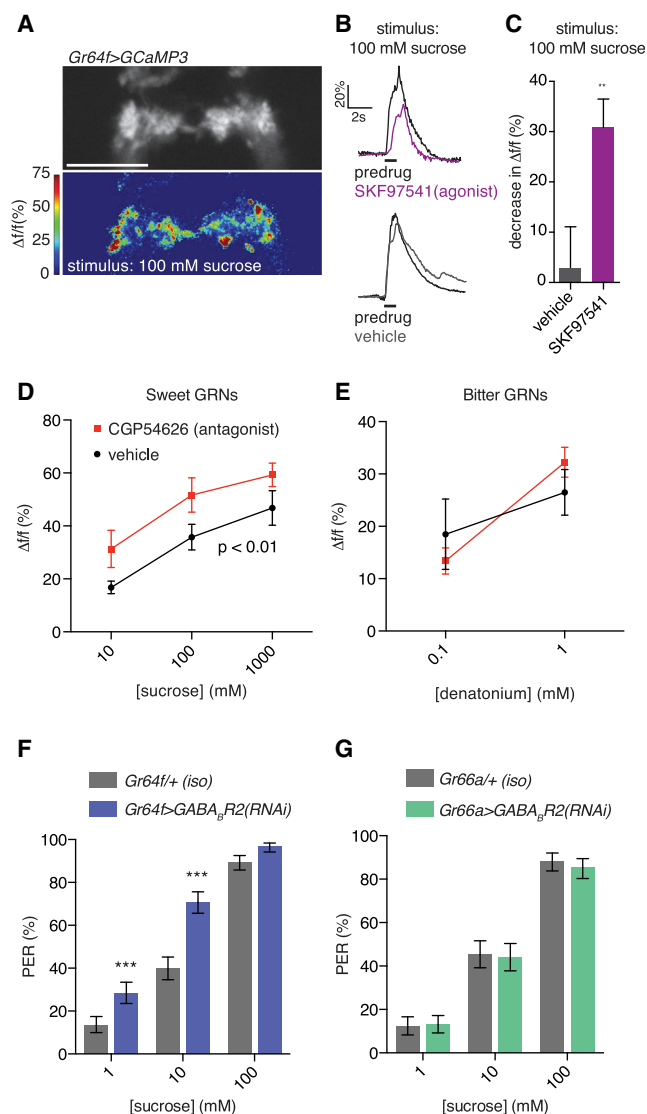 A
Gr64f>GCaMP3
75
50
25
0
Δf/f(%)
stimulus: 100 mM sucrose
B
stimulus:
100 mM sucrose
20%
2s
predrug
SKF97541(agonist)
predrug
vehicle
C
stimulus:
100 mM sucrose
**
40
30
20
10
0
decrease in Δf/f (%)
vehicle
SKF97541
D
Sweet GRNs
CGP54626 (antagonist)
vehicle
80
60
40
20
0
Δf/f (%)
p < 0.01
10
100
1000
[sucrose] (mM)
E
Bitter GRNs
40
30
20
10
0
Δf/f (%)
0.1
1
[denatonium] (mM)
F
Gr64f/+ (iso)
Gr64f>GABABR2(RNAi)
100
80
60
40
20
0
PER (%)
***
***
1
10
100
[sucrose] (mM)
G
Gr66a/+ (iso)
Gr66a>GABABR2(RNAi)
100
80
60
40
20
0
PER (%)
1
10
100
[sucrose] (mM)